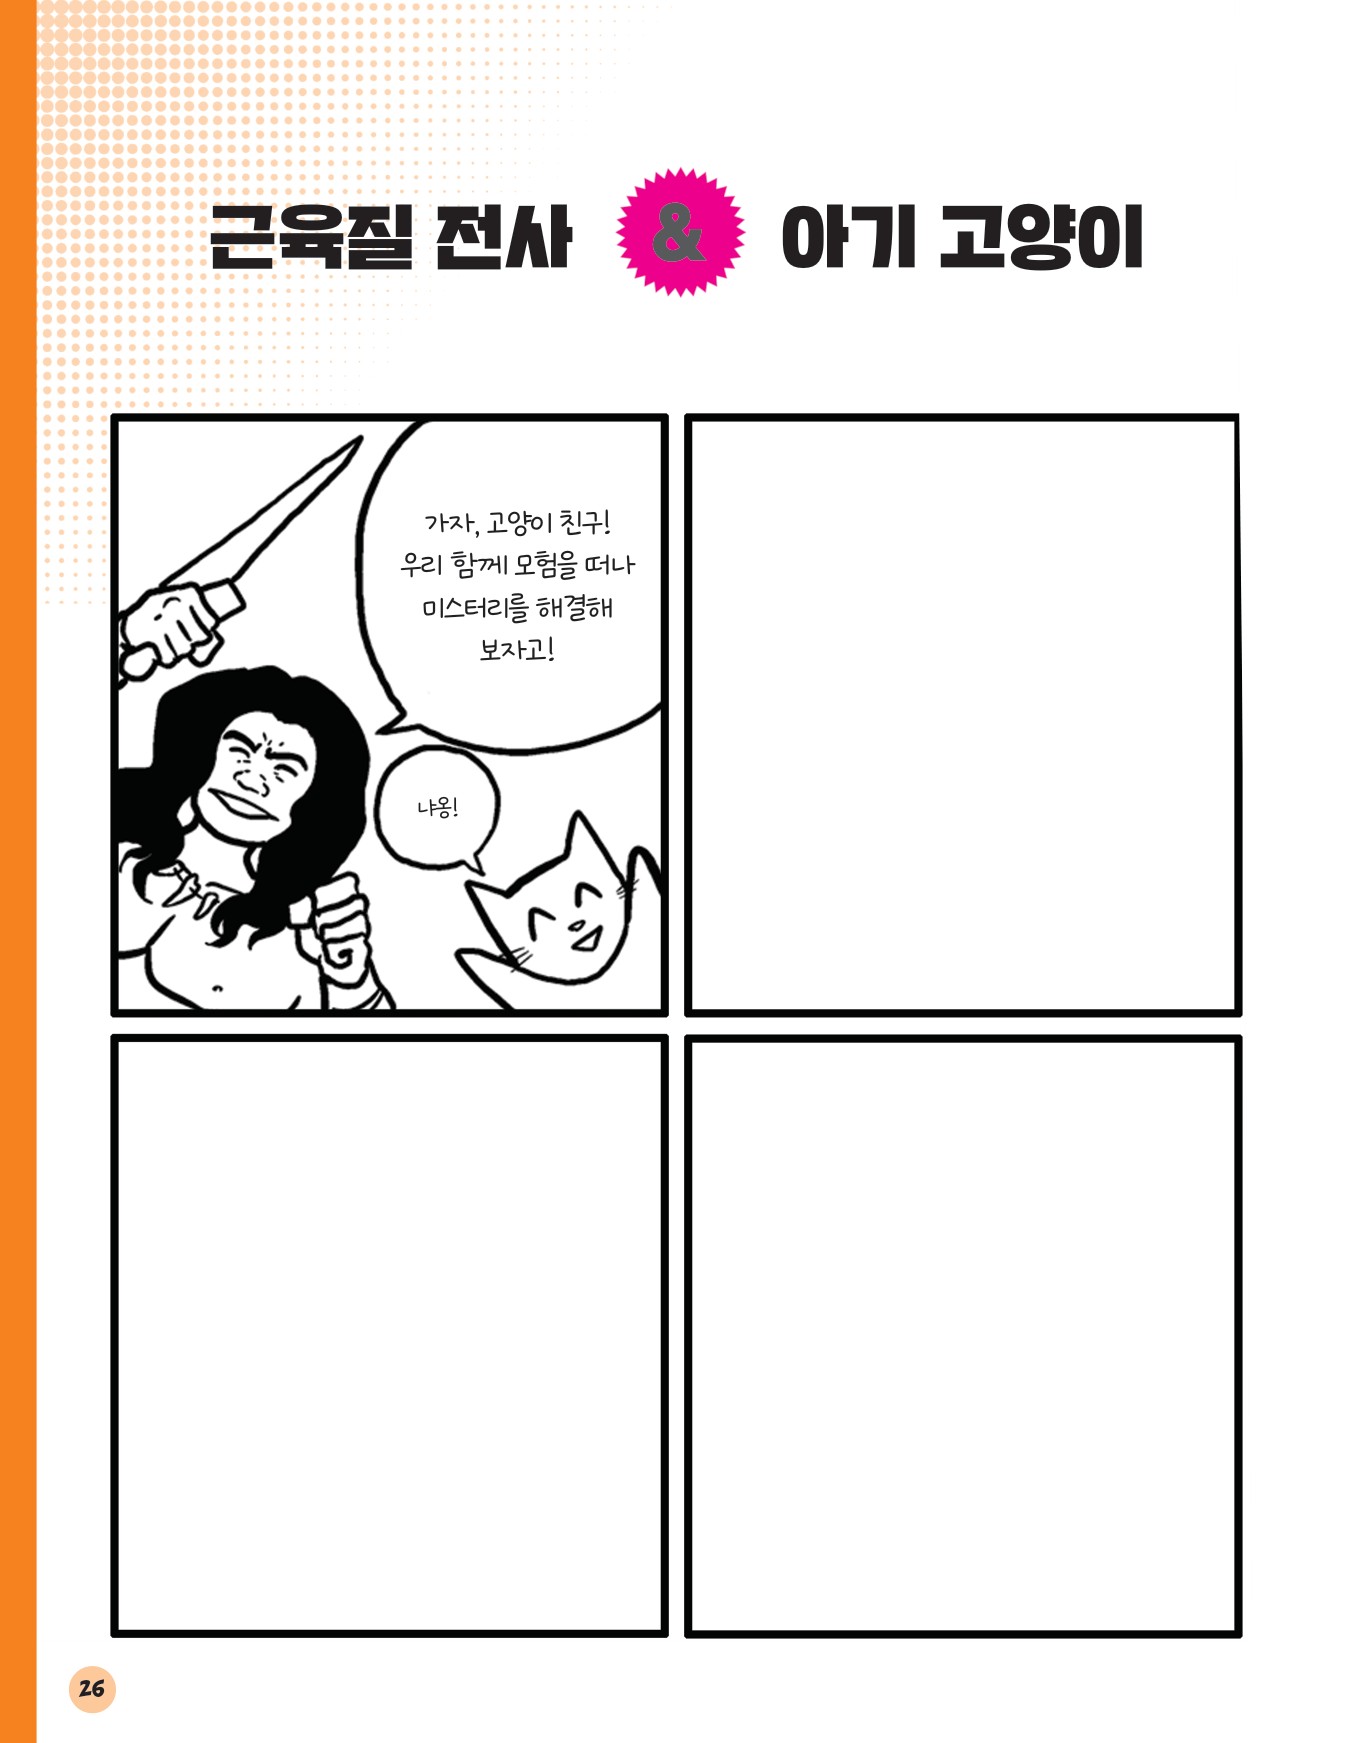 근육질 전사 & 아기 고양이
가자, 고양이 친구!
우리 함께 모험을 떠나
미스터리를 해결해
보자고!
냐옹!
26